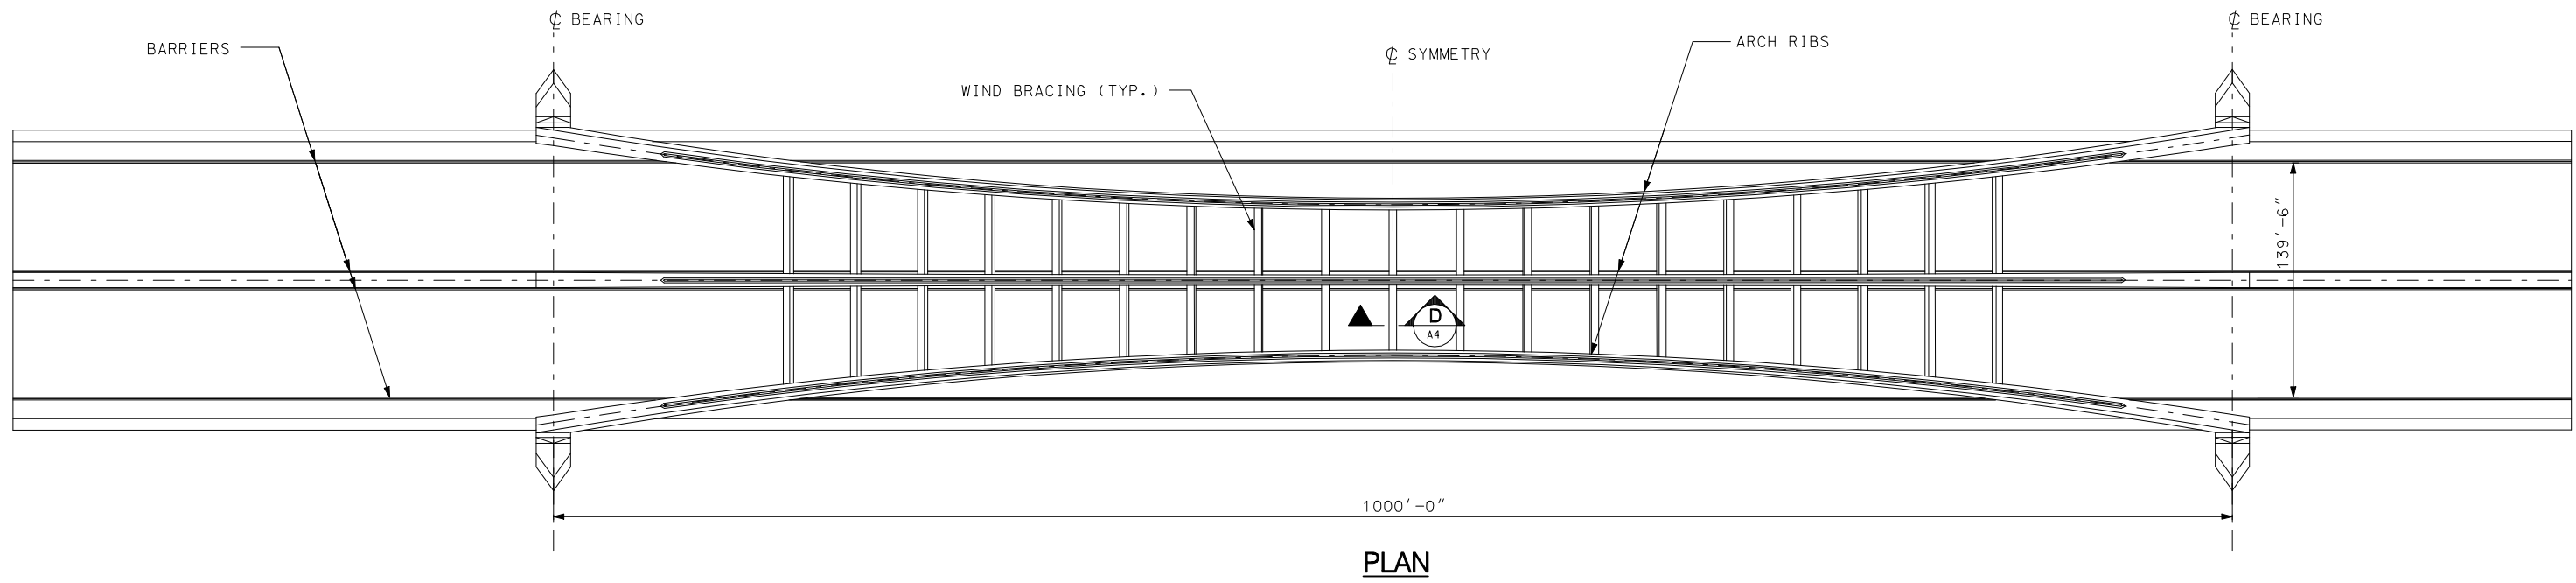 ℄ BEARING
℄ BEARING
BARRIERS
ARCH RIBS
℄ SYMMETRY
WIND BRACING (TYP.)
139'-6"
D
A4
1000'-0"
PLAN